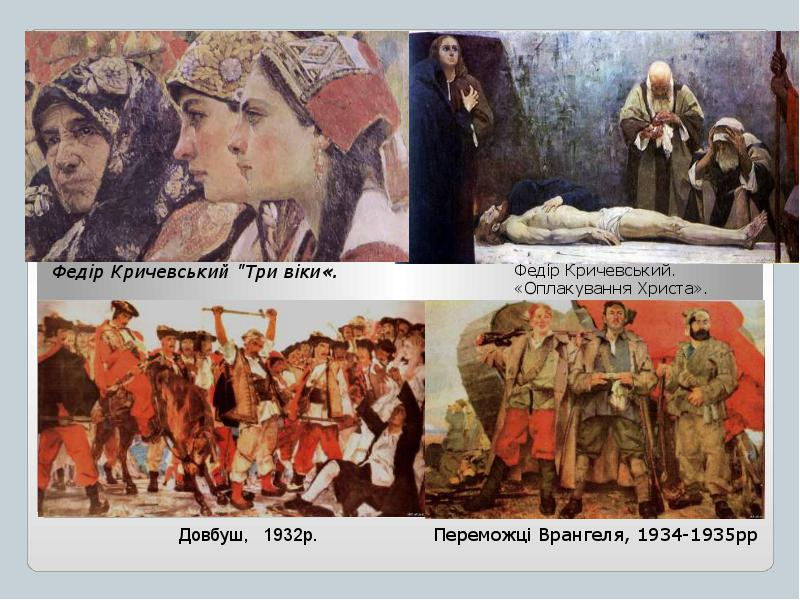 Федір Кричевський "Три віки«.
Федір Кричевський.
«Оплакування Христа».
Довбуш, 1932р.
Переможці Врангеля, 1934-1935рр